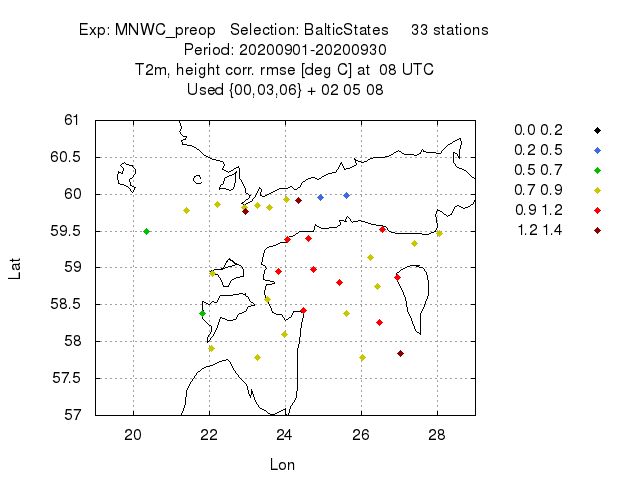 Exp: MNWC_preop   Selection: BalticStates     33 stations
Period: 20200901-20200930
T2m, height corr. rmse [deg C] at  08 UTC
Used {00,03,06} + 02 05 08
61
60.5
60
59.5
59
58.5
58
57.5
57
Lat
20 22 24 26 28
Lon
0.0 0.2
0.2 0.5
0.5 0.7
0.7 0.9
0.9 1.2
1.2 1.4